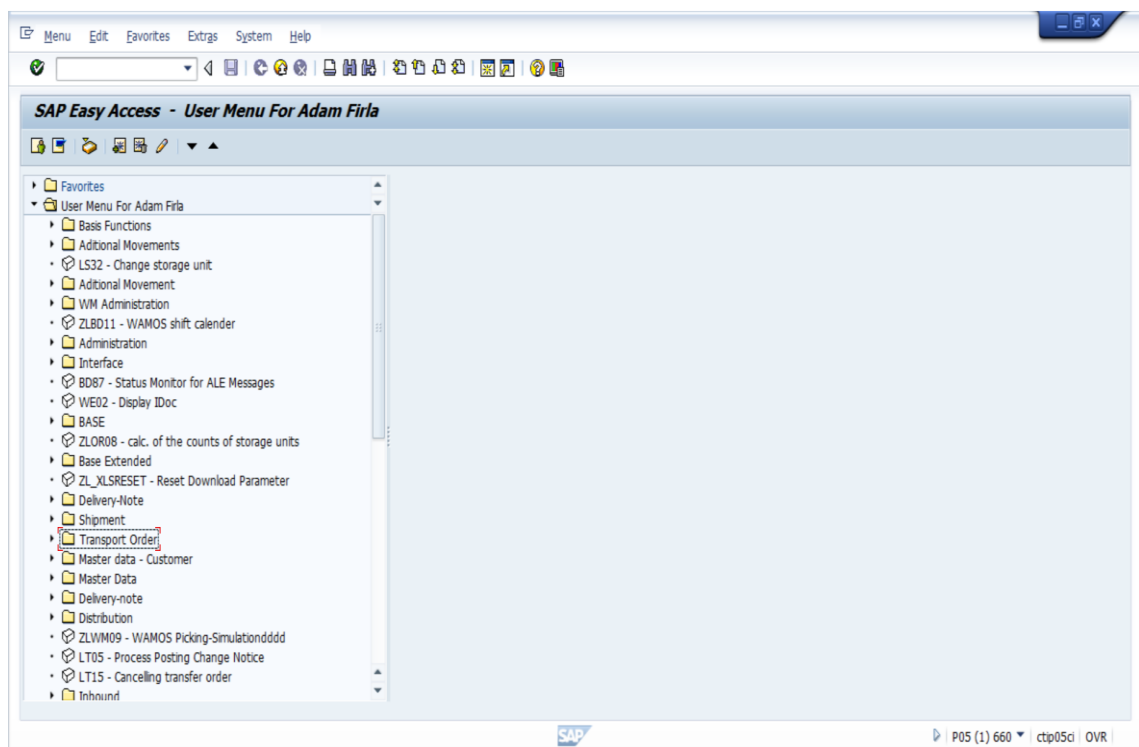 Menu Edit Favorites Extras System Help
SAP Easy Access - User Menu For Adam Firla
Favorites
User Menu For Adam Firla
Basis Functions
Aditional Movements
LS32 - Change storage unit
Aditional Movement
WM Administration
ZLBD11 - WAMOS shift calender
Administration
Interface
BD87 - Status Monitor for ALE Messages
WE02 - Display IDoc
BASE
ZLOR08 - calc. of the counts of storage units
Base Extended
ZL_XLSRESET - Reset Download Parameter
Delivery-Note
Shipment
Transport Order
Master data - Customer
Master Data
Delivery-note
Distribution
ZLWM09 - WAMOS Picking-Simulationdddd
LT05 - Process Posting Change Notice
LT15 - Cancelling transfer order
Inbound
SAP
P05 (1) 660 ctip05ci OVR